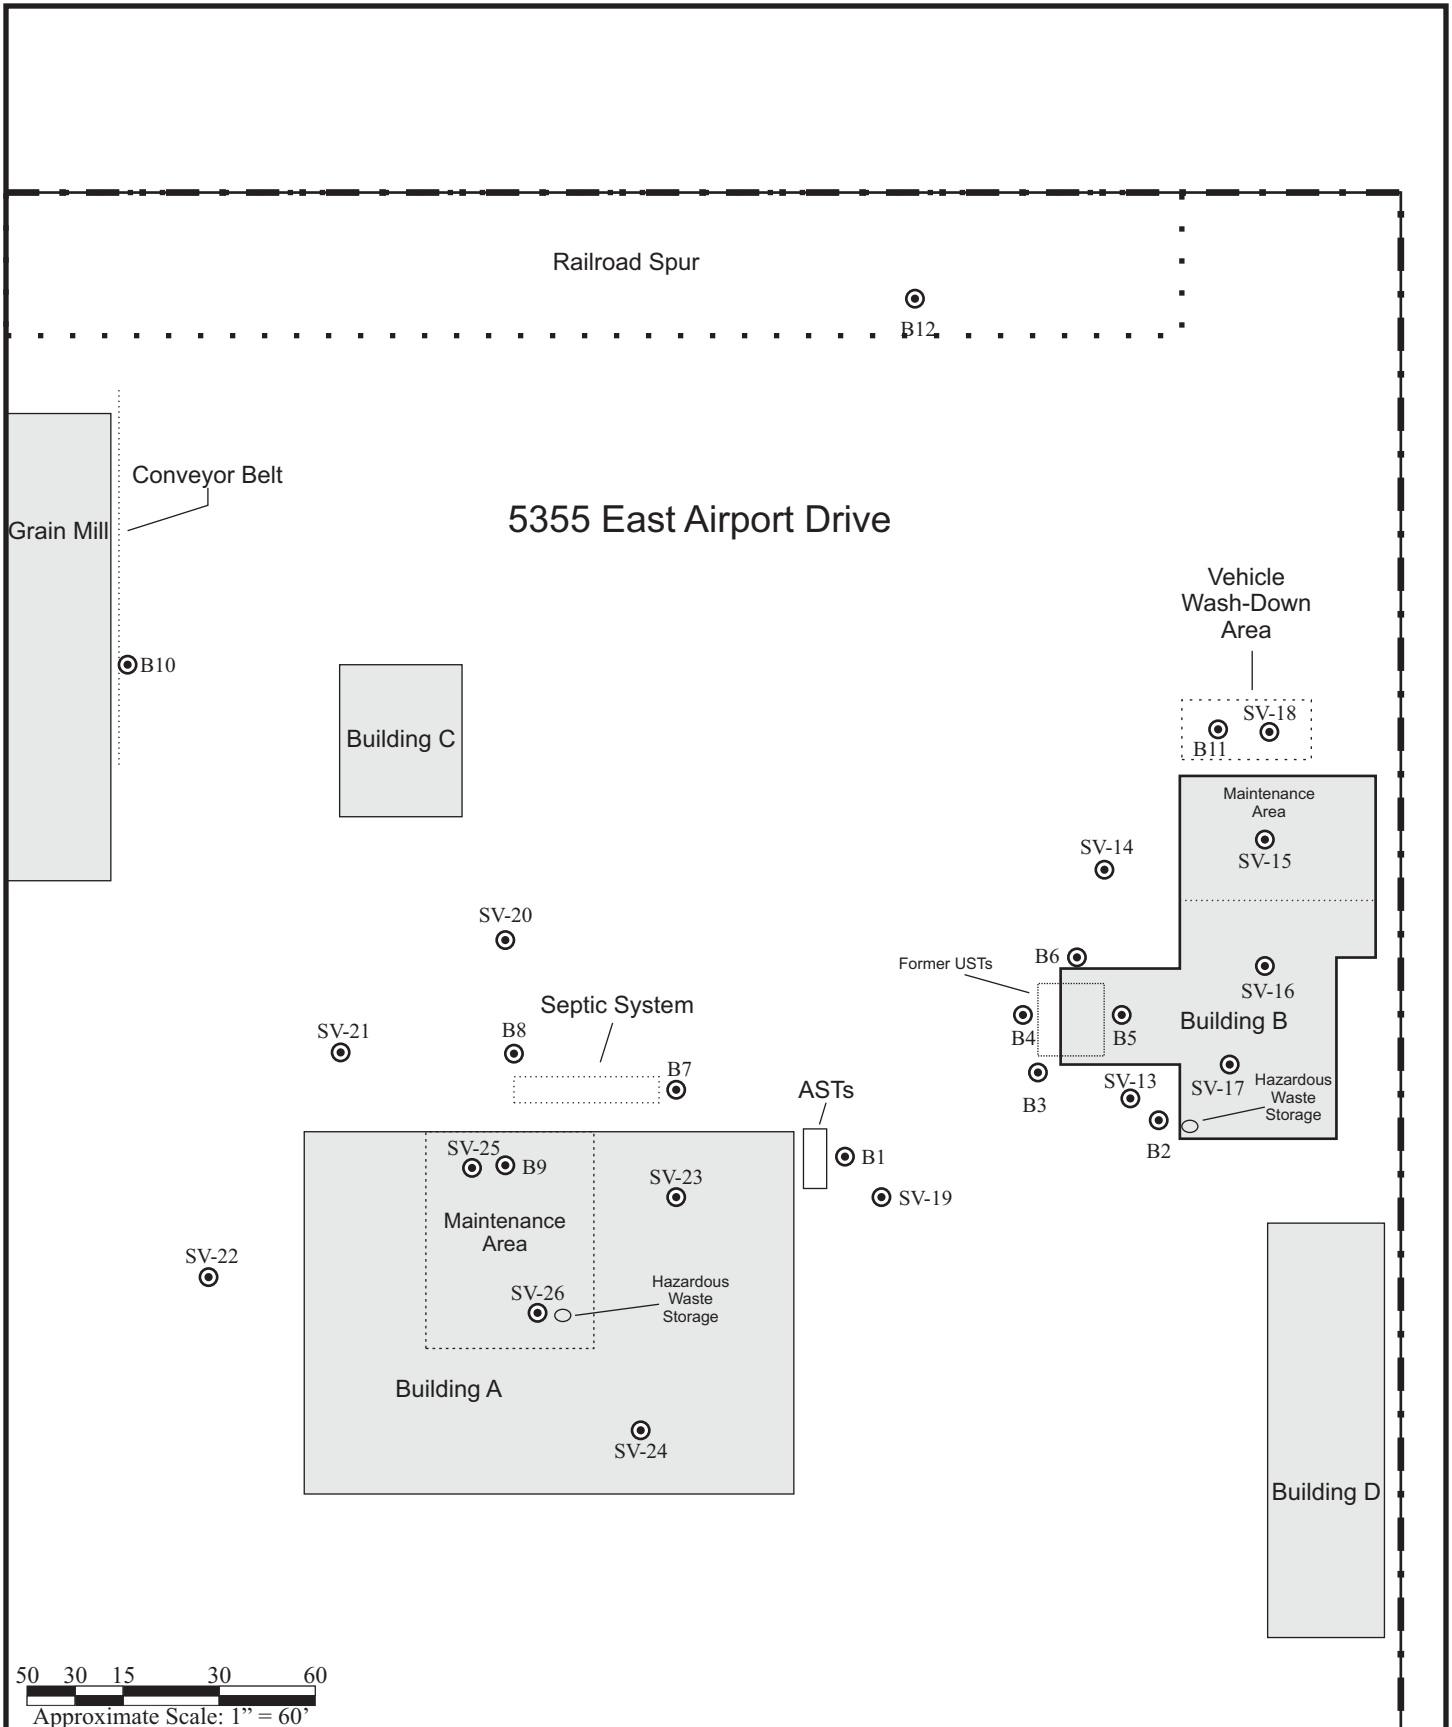 Railroad Spur
B12
Conveyor Belt
Grain Mill
5355 East Airport Drive
Vehicle
Wash-Down
Area
B10
SV-18
B11
Building C
Maintenance
Area
SV-15
SV-14
SV-20
Former USTs
B6
SV-16
Septic System
Building B
SV-21
B8
B4
B5
B7
ASTs
SV-13
SV-17
Hazardous
Waste
Storage
B3
B2
SV-25
B9
B1
SV-23
SV-19
Maintenance
Area
SV-22
SV-26
Hazardous
Waste
Storage
Building A
SV-24
Building D
50 30 15 30 60
Approximate Scale: 1” = 60’